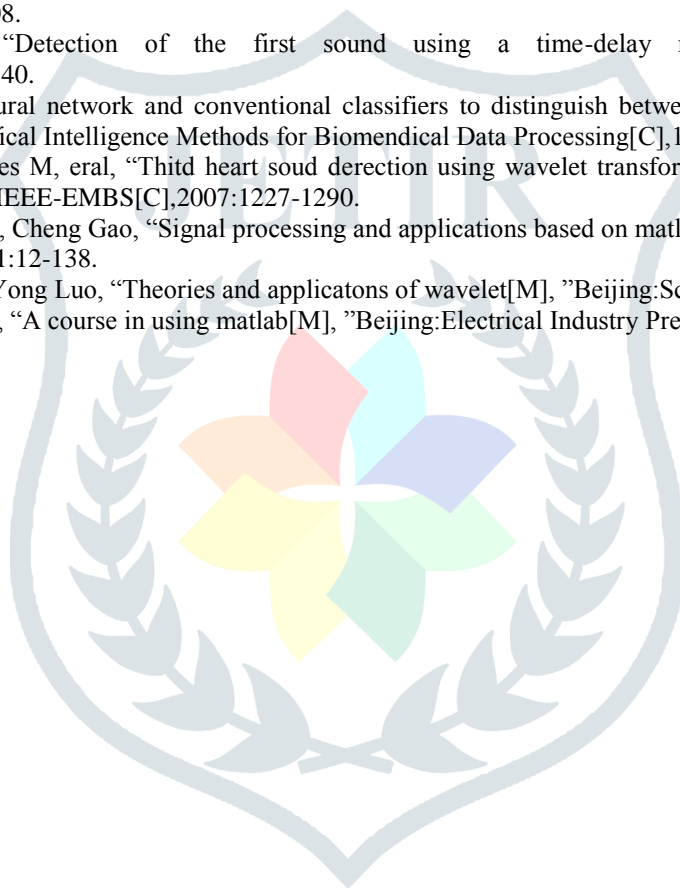 08.
“Detection of the first sound using a time-delay
40.
ural network and conventional classifiers to distinguish betwe
ical Intelligence Methods for Biomendical Data Processing[C],1
es M, eral, “Thitd heart soud derection using wavelet transfor
IEEE-EMBS[C],2007:1227-1290.
, Cheng Gao, “Signal processing and applications based on matl
1:12-138.
Yong Luo, “Theories and applicatons of wavelet[M], ”Beijing:Sc
, “A course in using matlab[M], ”Beijing:Electrical Industry Pre
JETIR